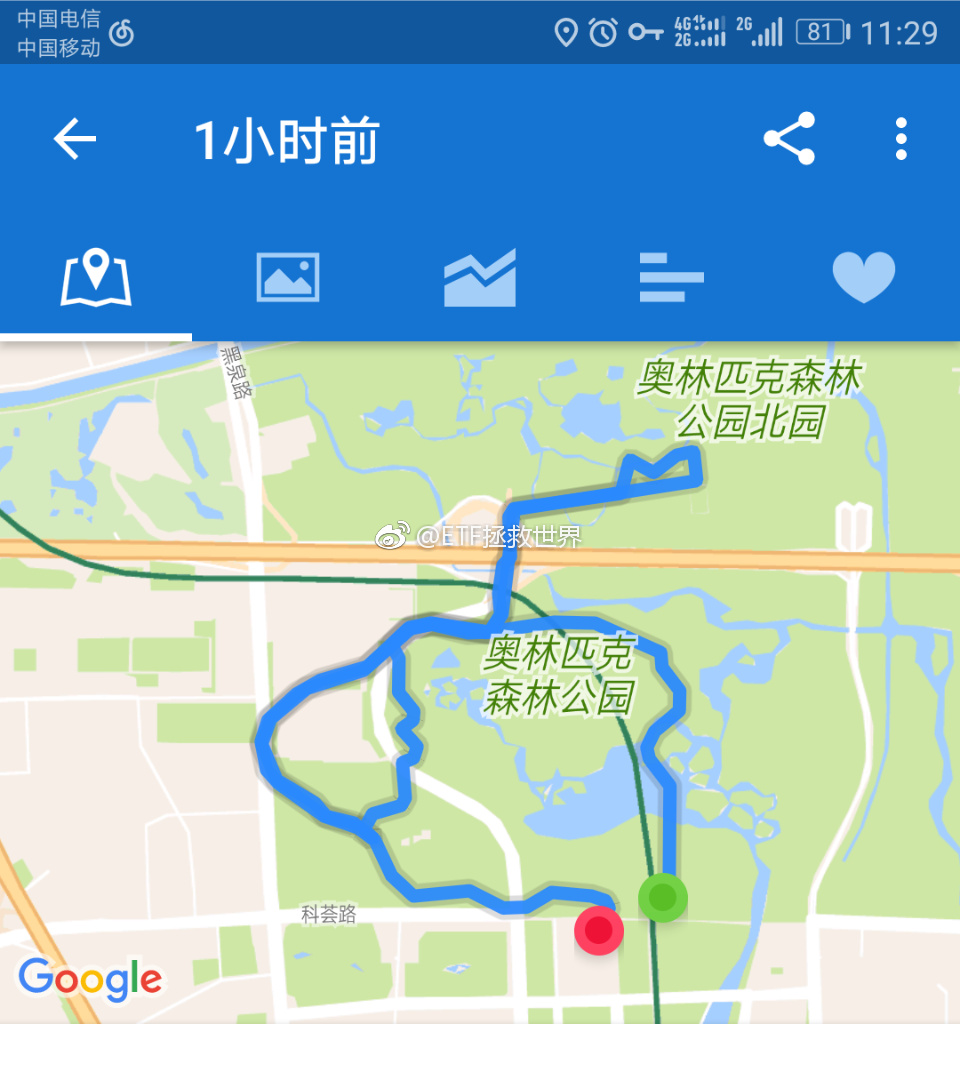 中国电信
中国移动
4G
2G
2G
81
11:29
1小时前
黑泉路
奥林匹克森林
公园北园
@ETF拯救世界
奥林匹克
森林公园
科荟路
Google